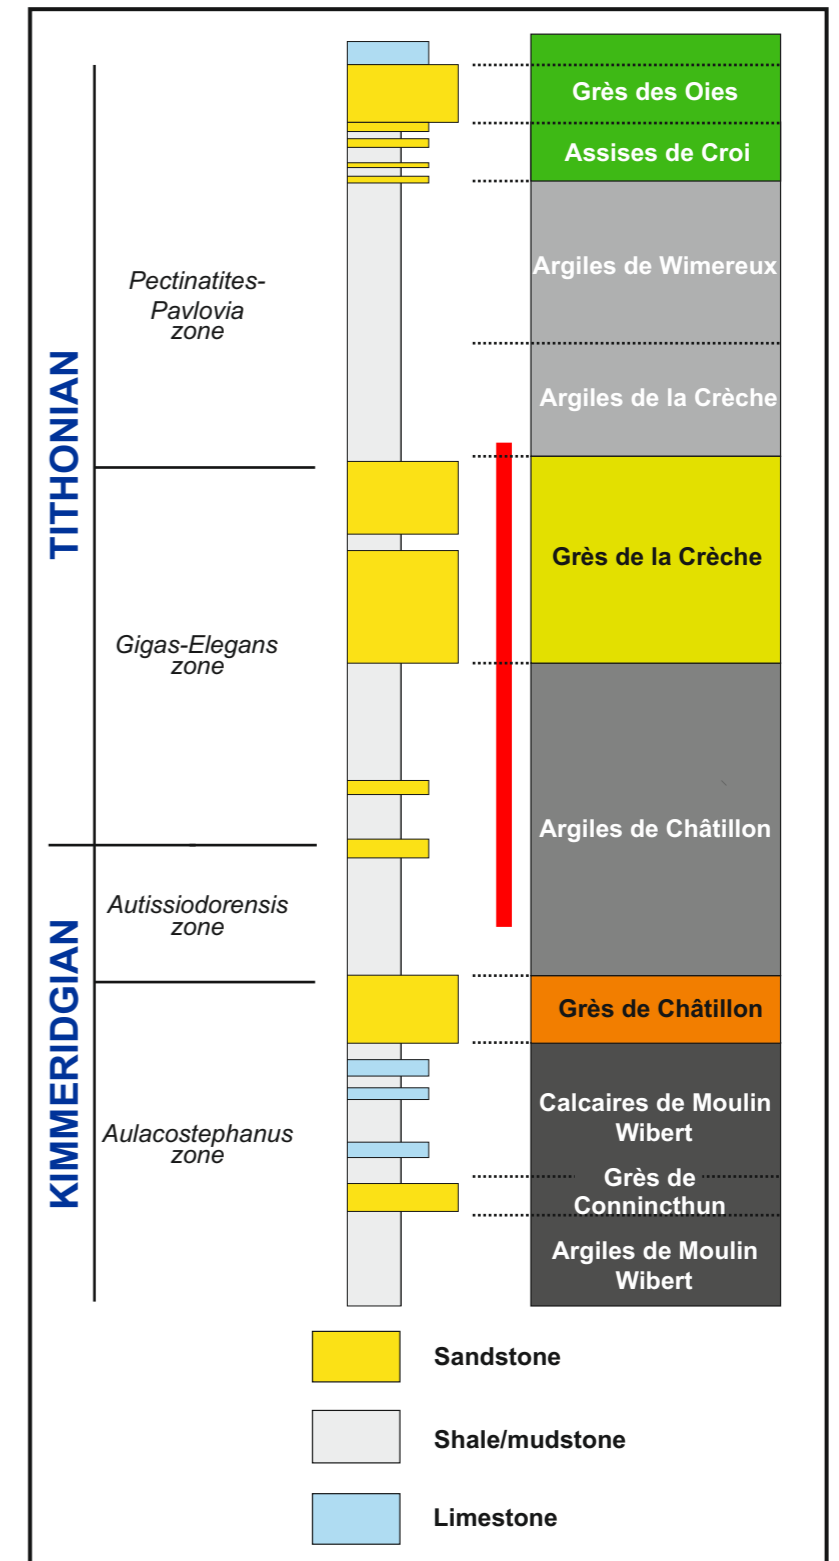 TITHONIAN
KIMMERIDGIAN
Pectinatites-
Pavlovia
zone
Gigas-Elegans
zone
Autissiodorensis
zone
Aulacostephanus
zone
Grès des Oies
Assises de Croi
Argiles de Wimereux
Argiles de la Crèche
Grès de la Crèche
Argiles de Châtillon
Grès de Châtillon
Calcaires de Moulin
Wibert
Grès de
Connincthun
Argiles de Moulin
Wibert
Sandstone
Shale/mudstone
Limestone